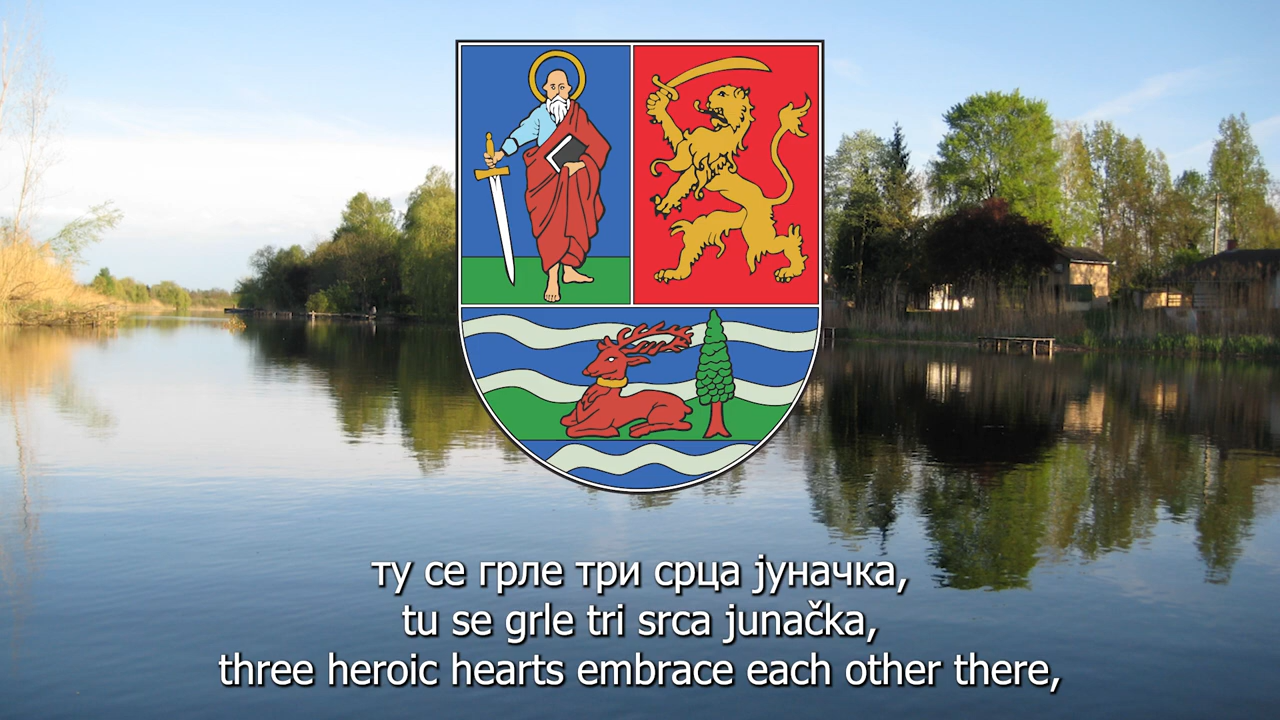 ту се грле три срца јуначка,
tu se grle tri srca junačka,
three heroic hearts embrace each other there,